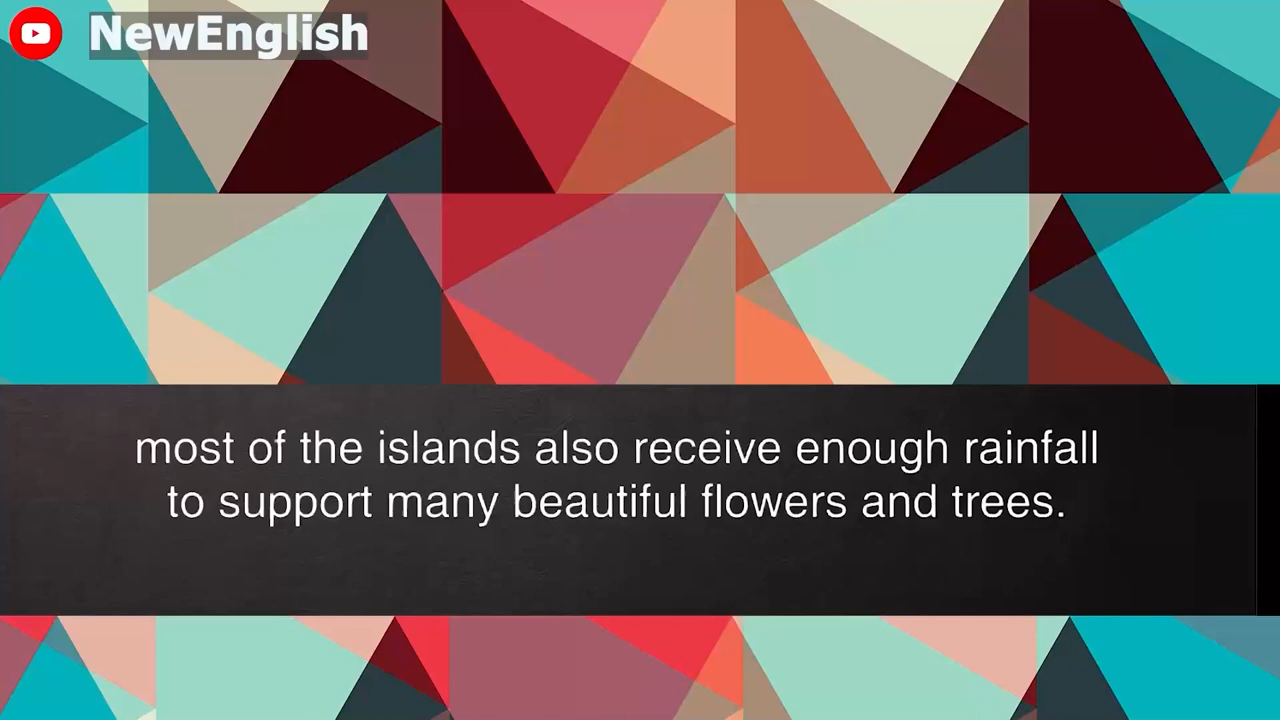 NewEnglish
most of the islands also receive enough rainfall
to support many beautiful flowers and trees.